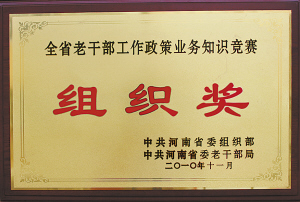 全省老干部工作政策业务知识竞赛
组织奖
中共河南省委组织部
中共河南省委老干部局
二〇一〇年十一月